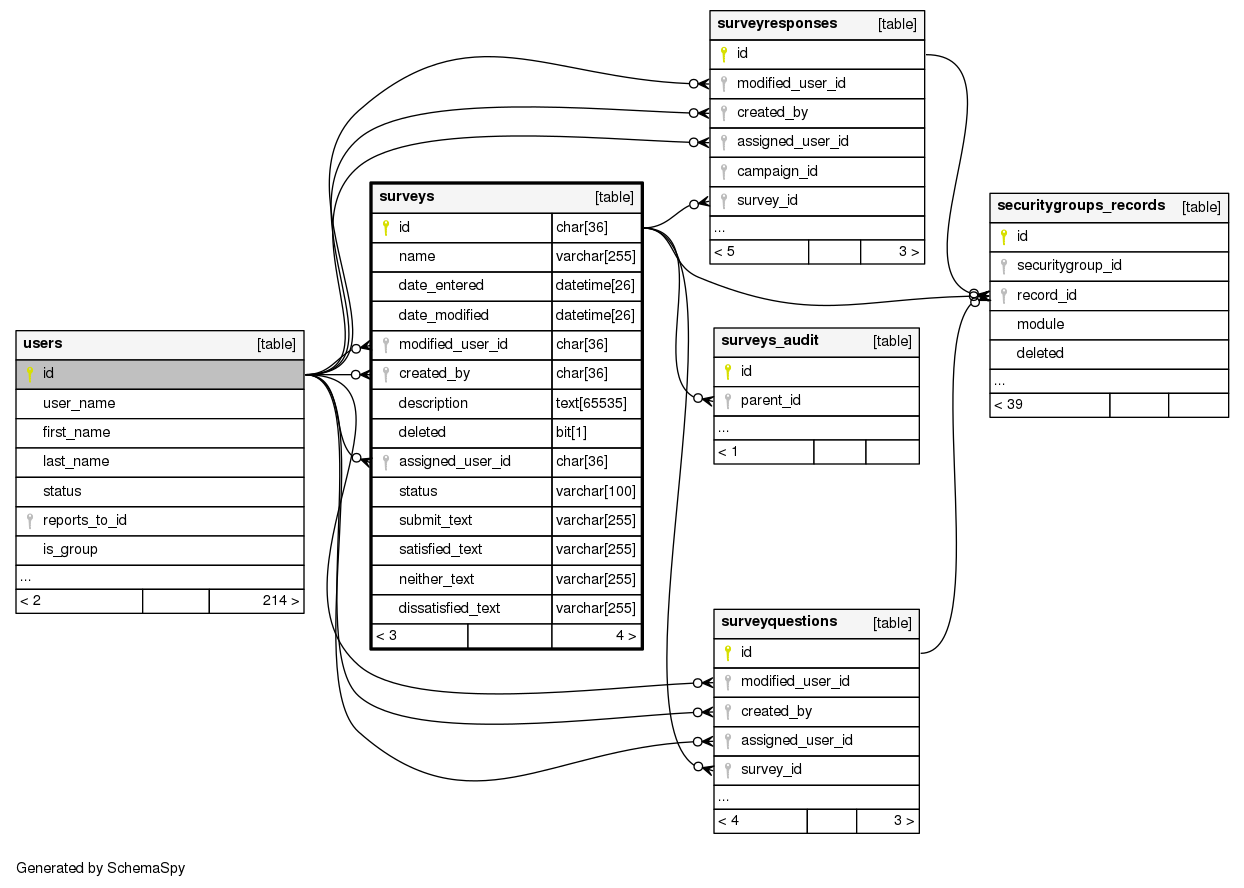 surveyresponses [table]
id
modified_user_id
created_by
assigned_user_id
campaign_id
survey_id
...
< 5 3 >
surveys [table]
id char[36]
name varchar[255]
date_entered datetime[26]
date_modified datetime[26]
modified_user_id char[36]
created_by char[36]
description text[65535]
deleted bit[1]
assigned_user_id char[36]
status varchar[100]
submit_text varchar[255]
satisfied_text varchar[255]
neither_text varchar[255]
dissatisfied_text varchar[255]
< 3 4 >
securitygroups_records [table]
id
securitygroup_id
record_id
module
deleted
...
< 39
users [table]
id
user_name
first_name
last_name
status
reports_to_id
is_group
...
< 2 214 >
surveys_audit [table]
id
parent_id
...
< 1
surveyquestions [table]
id
modified_user_id
created_by
assigned_user_id
survey_id
...
< 4 3 >
Generated by SchemaSpy